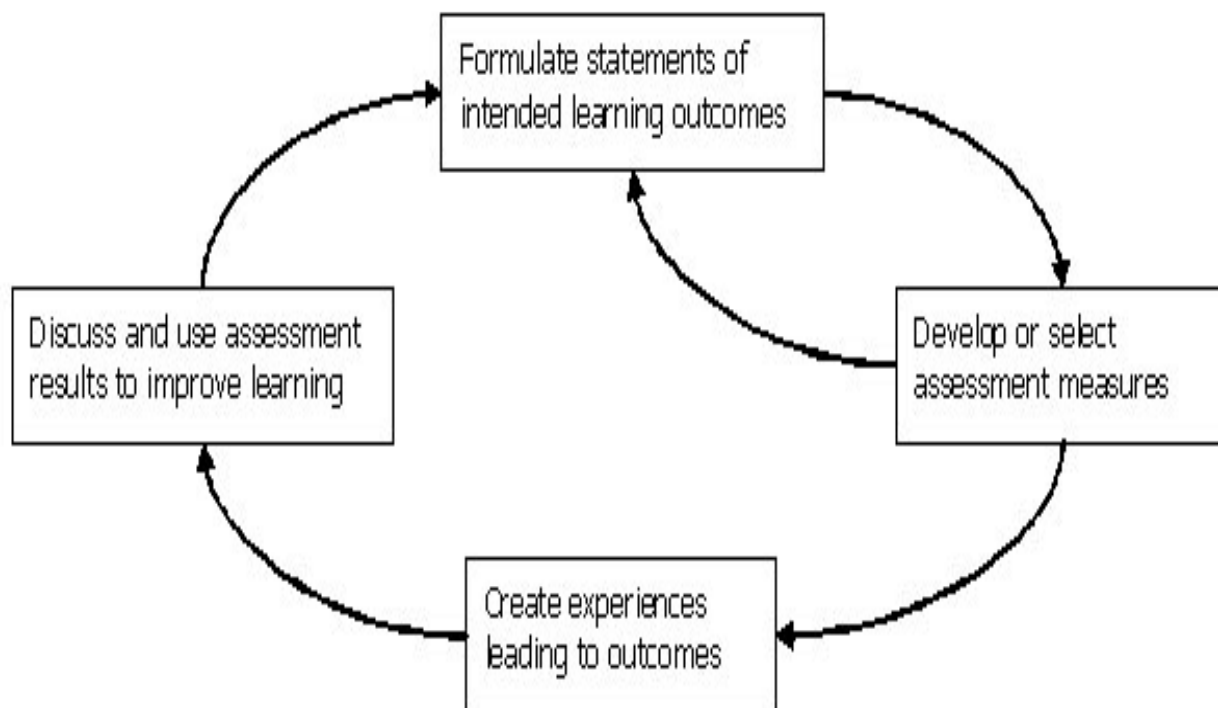 Formulate statements of
intended learning outcomes
Discuss and use assessment
results to improve learning
Develop or select
assessment measures
Create experiences
leading to outcomes